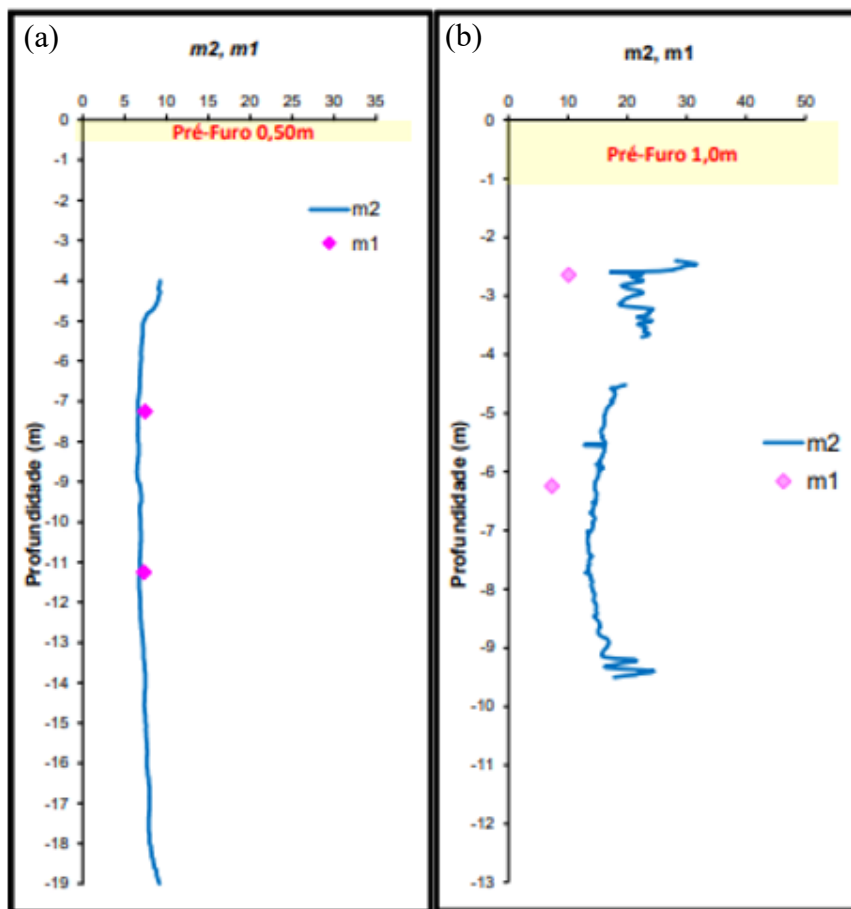 (a)
m2, m1
0 5 10 15 20 25 30 35
0
Pré-Furo 0,50m
-1
-2
m2
-3
m1
-4
-5
-6
-7
-8
-9
-10
-11
-12
-13
-14
-15
-16
-17
-18
-19
Profundidade (m)
(b)
m2, m1
0 10 20 30 40 50
0
Pré-Furo 1,0m
-1
-2
-3
-4
-5
m2
-6
m1
-7
-8
-9
-10
-11
-12
-13
Profundidade (m)